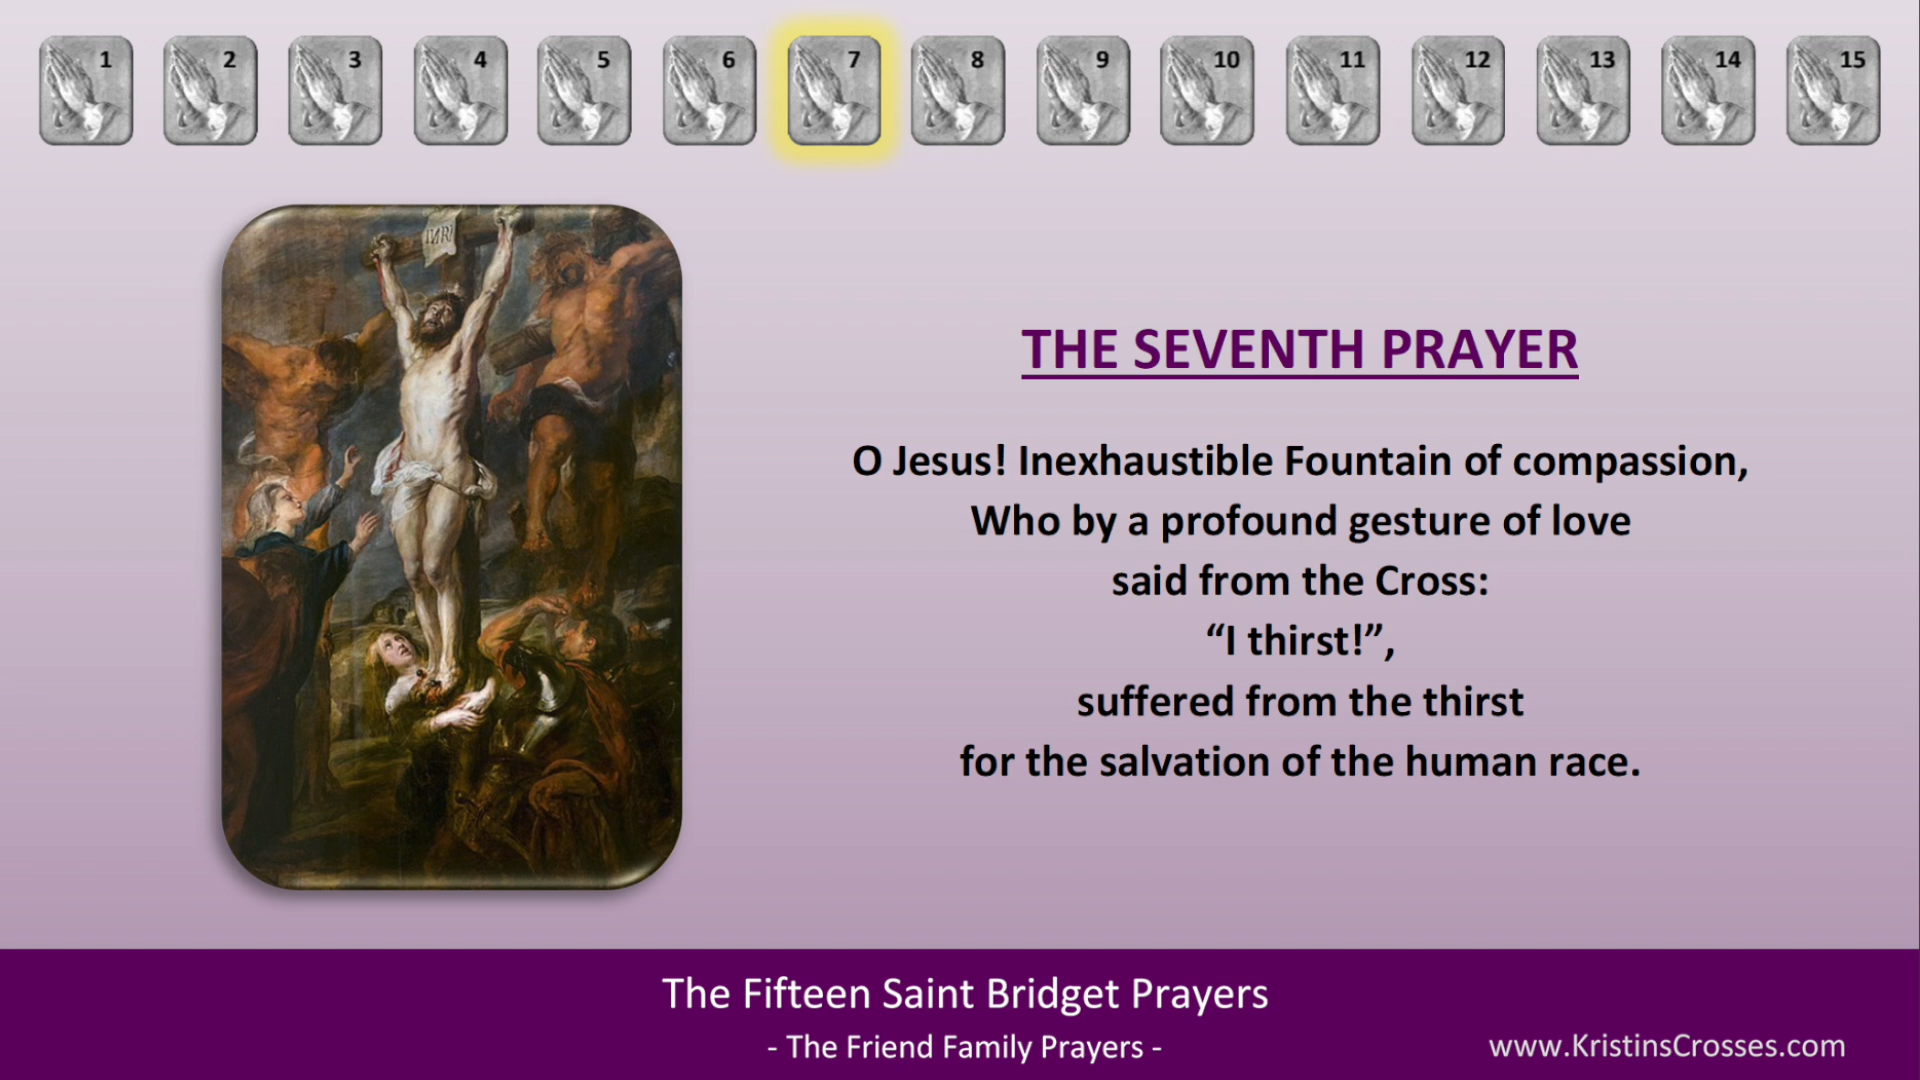 1 2 3 4 5 6 7 8 9 10 11 12 13 14 15
INRI
THE SEVENTH PRAYER
O Jesus! Inexhaustible Fountain of compassion,
Who by a profound gesture of love
said from the Cross:
“I thirst!”,
suffered from the thirst
for the salvation of the human race.
The Fifteen Saint Bridget Prayers
- The Friend Family Prayers -
www.KristinsCrosses.com